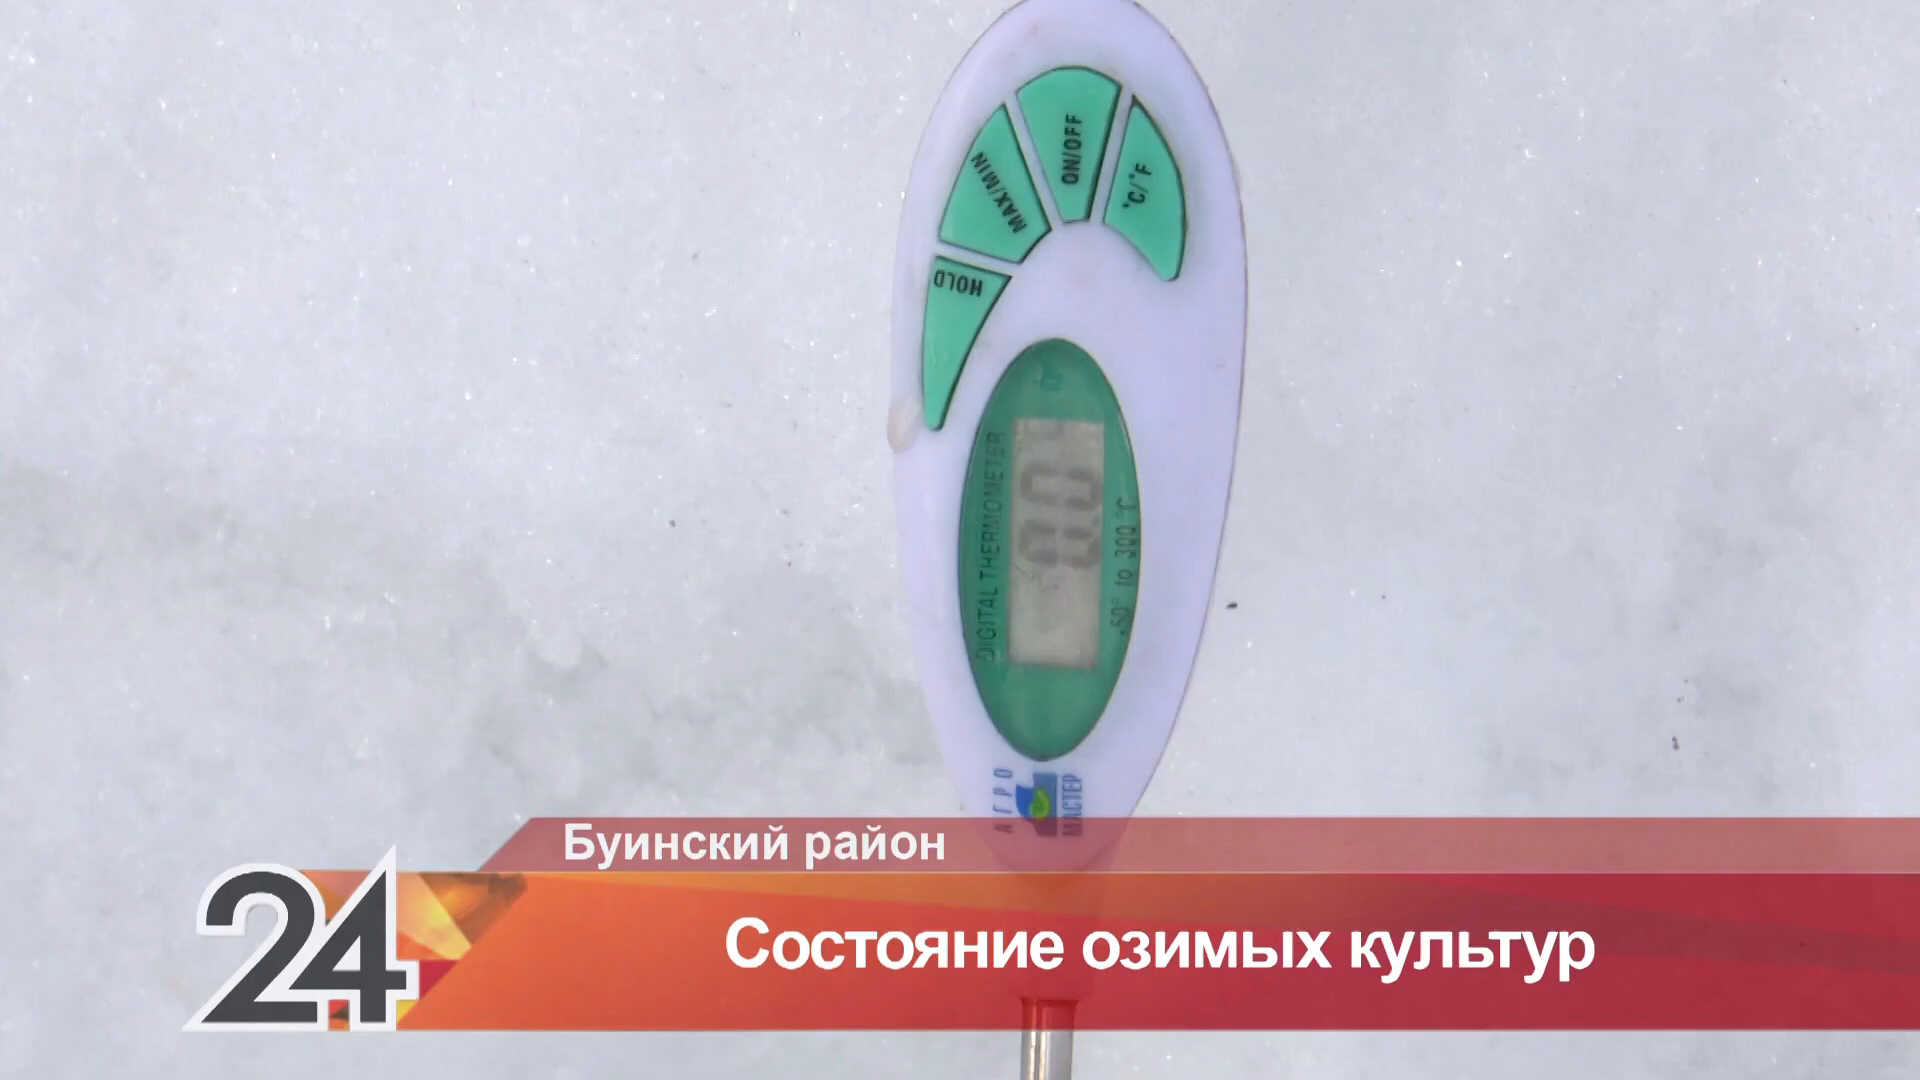 °C/°F
ON/OFF
MAX/MIN
HOLD
DIGITAL THERMOMETER
-50° to 300 °C
АГРО
МАСТЕР
Буинский район
24
Состояние озимых культур